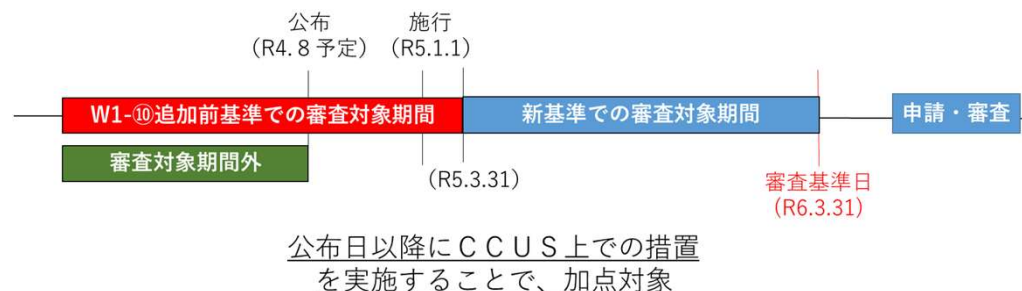 公布
(R4. 8 予定)
施行
(R5.1.1)
W1-⑩追加前基準での審査対象期間
新基準での審査対象期間
申請・審査
審査対象期間外
(R5.3.31)
審査基準日
(R6.3.31)
公布日以降にＣＣＵＳ上での措置
を実施することで、加点対象